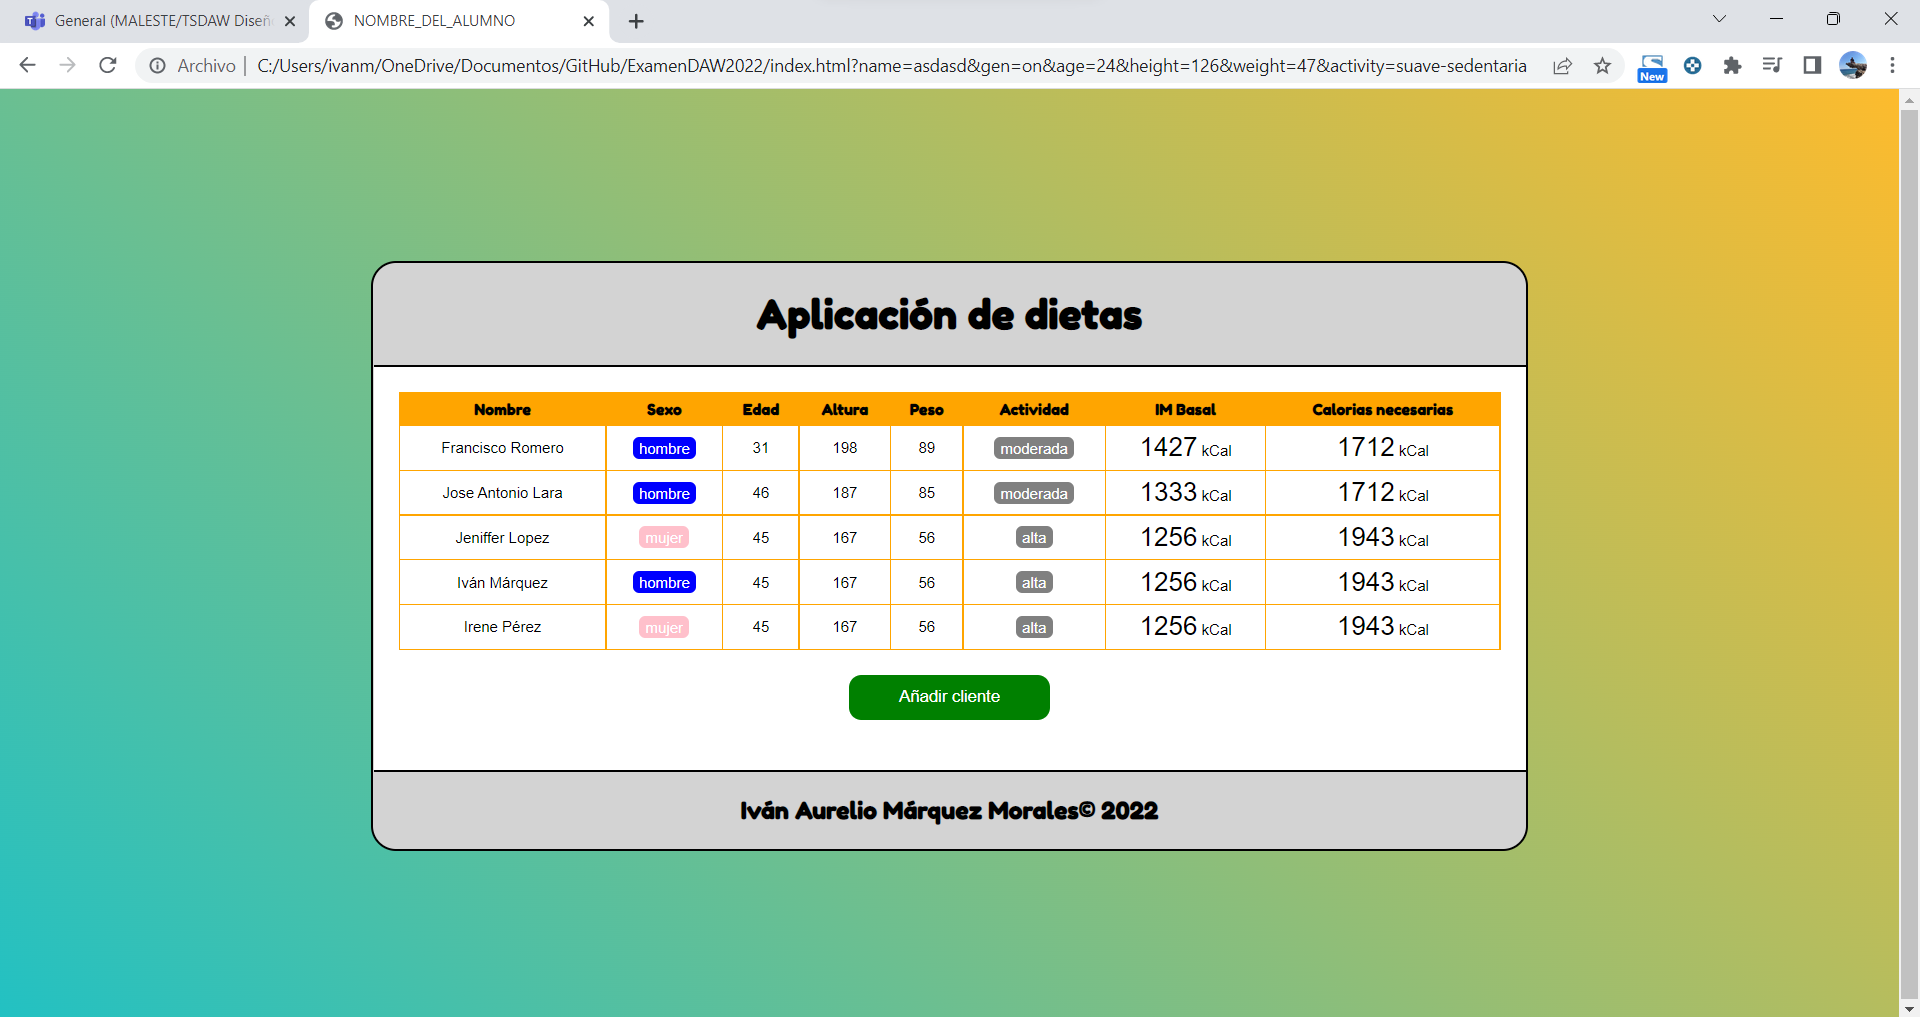 General (MALESTE/TSDAW Diseñ
NOMBRE_DEL_ALUMNO
Archivo | C:/Users/ivanm/OneDrive/Documentos/GitHub/ExamenDAW2022/index.html?name=asdasd&gen=on&age=24&height=126&weight=47&activity=suave-sedentaria
New
Aplicación de dietas
Nombre Sexo Edad Altura Peso Actividad IM Basal Calorias necesarias
Francisco Romero hombre 31 198 89 moderada 1427 kCal 1712 kCal
Jose Antonio Lara hombre 46 187 85 moderada 1333 kCal 1712 kCal
Jeniffer Lopez mujer 45 167 56 alta 1256 kCal 1943 kCal
Iván Márquez hombre 45 167 56 alta 1256 kCal 1943 kCal
Irene Pérez mujer 45 167 56 alta 1256 kCal 1943 kCal
Añadir cliente
Iván Aurelio Márquez Morales© 2022